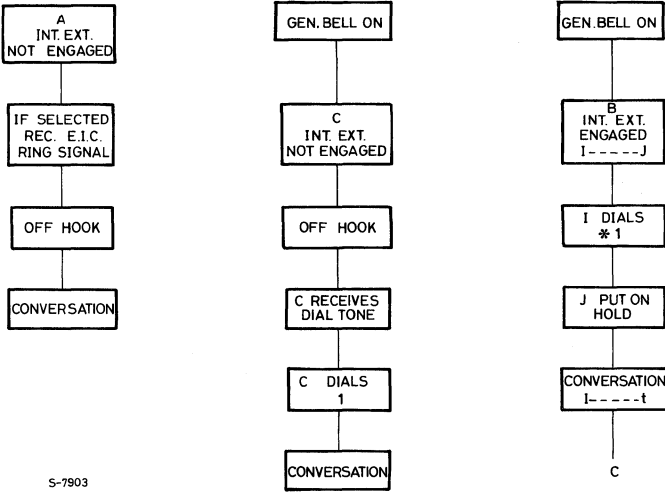 A
INT. EXT.
NOT ENGAGED
IF SELECTED
REC. E.I.C.
RING SIGNAL
OFF HOOK
CONVERSATION
S-7903
GEN. BELL ON
C
INT. EXT.
NOT ENGAGED
OFF HOOK
C RECEIVES
DIAL TONE
C DIALS
1
CONVERSATION
GEN. BELL ON
B
INT. EXT.
ENGAGED
I-----J
I DIALS
*1
J PUT ON
HOLD
CONVERSATION
I-----t
C